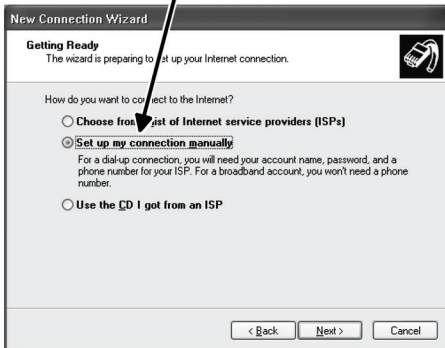 New Connection Wizard
Getting Ready
The wizard is preparing to set up your Internet connection.
How do you want to connect to the Internet?
Choose from list of Internet service providers (ISPs)
Set up my connection manually
For a dial-up connection, you will need your account name, password, and a
phone number for your ISP. For a broadband account, you won't need a phone
number.
Use the CD I got from an ISP
< Back
Next >
Cancel